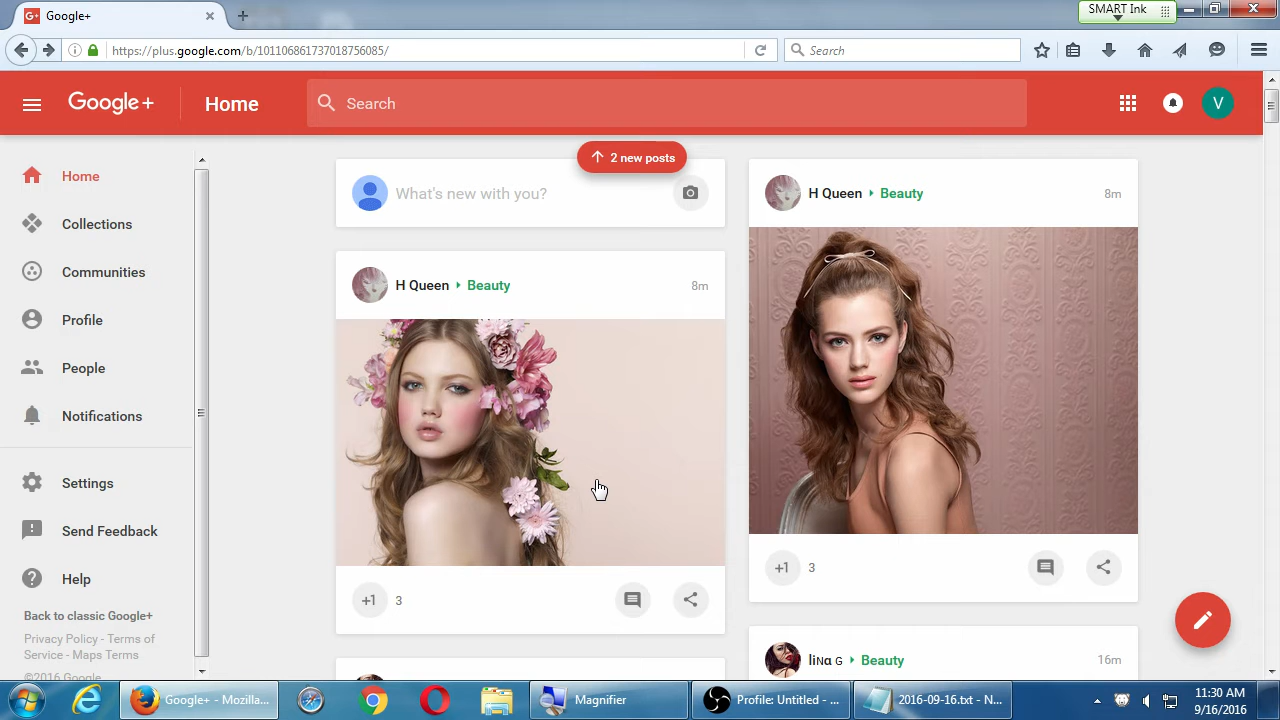 Google+
SMART Ink
https://plus.google.com/b/101106861737018756085/
Search
Google+
Home
Search
V
2 new posts
Home
Collections
Communities
Profile
People
Notifications
Settings
Send Feedback
Help
Back to classic Google+
Privacy Policy - Terms of
Service - Maps Terms
©2016 Google
What's new with you?
H Queen
Beauty
8m
+1
3
H Queen
Beauty
8m
+1
3
liNα G
Beauty
16m
Google+ - Mozilla...
Magnifier
Profile: Untitled - ...
2016-09-16.txt - N...
11:30 AM
9/16/2016